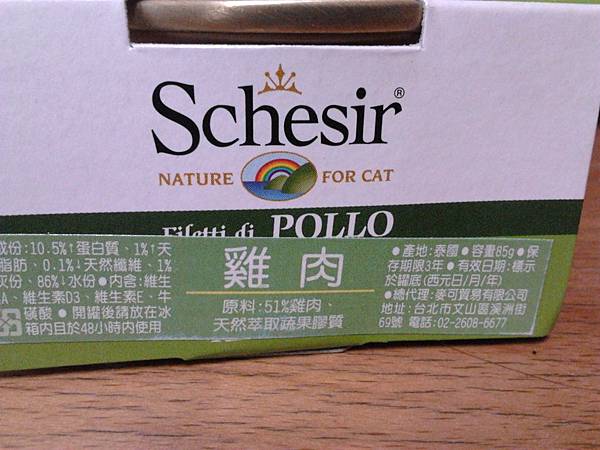 Schesir®
NATURE FOR CAT
Filetti di POLLO
成份:10.5%↑蛋白質、1%↑天
脂肪、0.1%↓天然纖維、1%
灰份、86%↓水份●內含:維生
A、維生素D3、維生素E、牛
磺酸 ● 開罐後請放在冰
箱內且於48小時內使用
雞肉
原料:51%雞肉、
天然萃取蔬果膠質
●產地:泰國●容量85g●保
存期限3年●有效日期:標示
於罐底(西元日/月/年)
●總代理:麥可貿易有限公司
地址:台北市文山區溪洲街
69號 電話:02-2608-6677